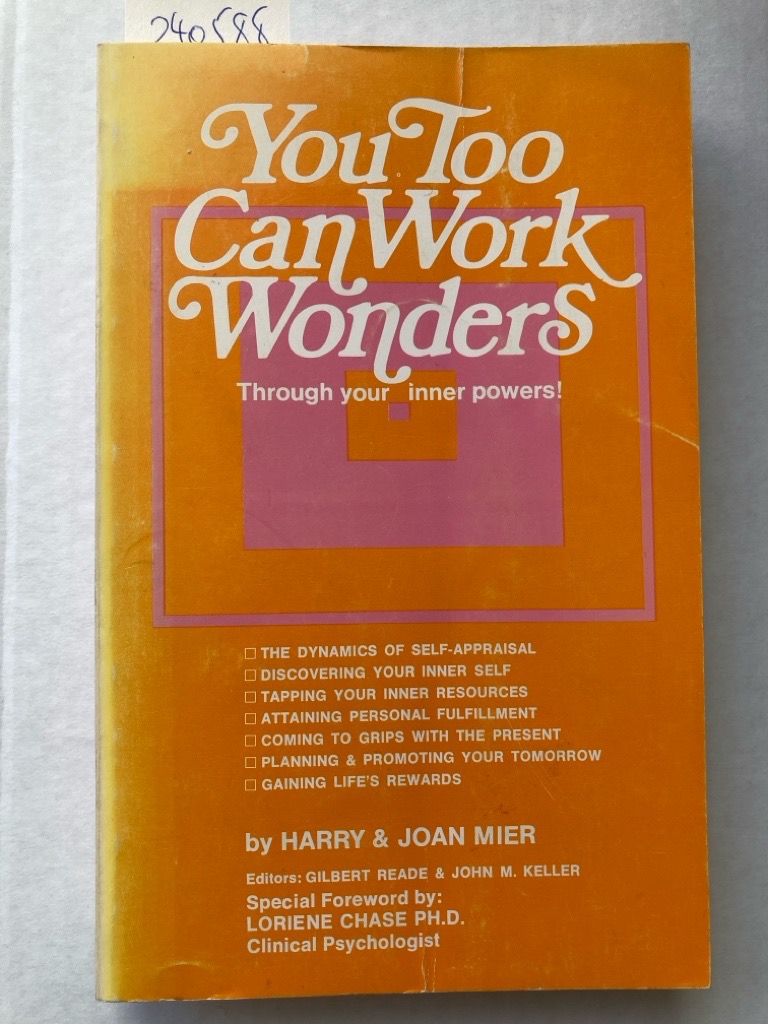 240588
You Too
Can Work
Wonders
Through your inner powers!
☐ THE DYNAMICS OF SELF-APPRAISAL
☐ DISCOVERING YOUR INNER SELF
☐ TAPPING YOUR INNER RESOURCES
☐ ATTAINING PERSONAL FULFILLMENT
☐ COMING TO GRIPS WITH THE PRESENT
☐ PLANNING & PROMOTING YOUR TOMORROW
☐ GAINING LIFE'S REWARDS
by HARRY & JOAN MIER
Editors: GILBERT READE & JOHN M. KELLER
Special Foreword by:
LORIENE CHASE PH.D.
Clinical Psychologist